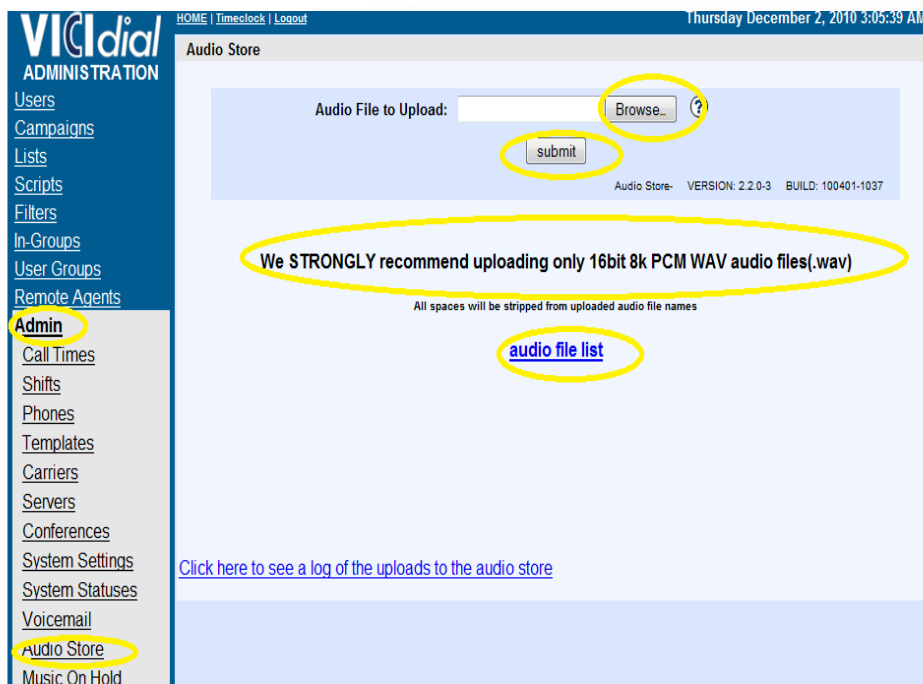 VICIdial
ADMINISTRATION
HOME | Timeclock | Logout
Thursday December 2, 2010 3:05:39 AM
Audio Store
Users
Campaigns
Lists
Scripts
Filters
In-Groups
User Groups
Remote Agents
Admin
Call Times
Shifts
Phones
Templates
Carriers
Servers
Conferences
System Settings
System Statuses
Voicemail
Audio Store
Music On Hold
Audio File to Upload: Browse... ?
submit
Audio Store- VERSION: 2.2.0-3 BUILD: 100401-1037
We STRONGLY recommend uploading only 16bit 8k PCM WAV audio files(.wav)
All spaces will be stripped from uploaded audio file names
audio file list
Click here to see a log of the uploads to the audio store